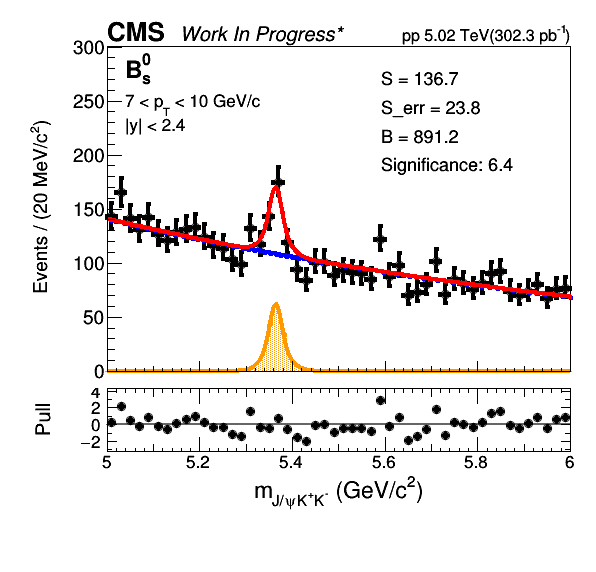 CMS Work In Progress* pp 5.02 TeV(302.3 pb⁻¹)
B⁰ₛ
7 < p_T < 10 GeV/c
|y| < 2.4
S = 136.7
S_err = 23.8
B = 891.2
Significance: 6.4
Events / (20 MeV/c²)
300
250
200
150
100
50
0
Pull
4
2
0
−2
5 5.2 5.4 5.6 5.8 6
m_{J/ψK⁺K⁻} (GeV/c²)